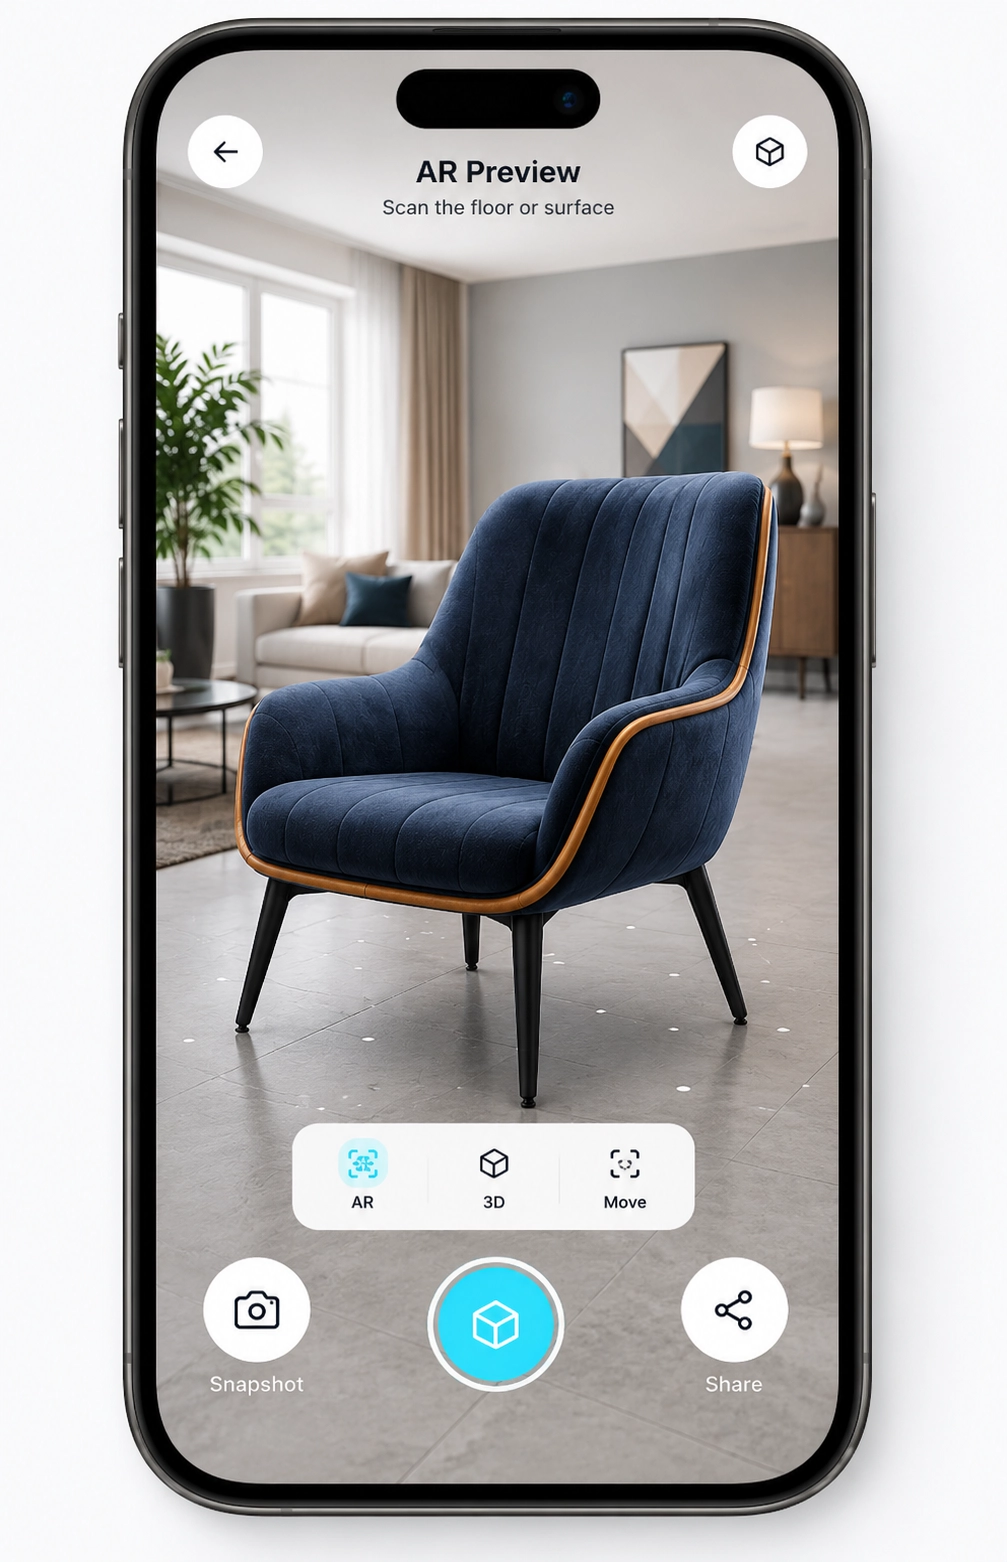 AR Preview
Scan the floor or surface
AR
3D
Move
Snapshot
Share